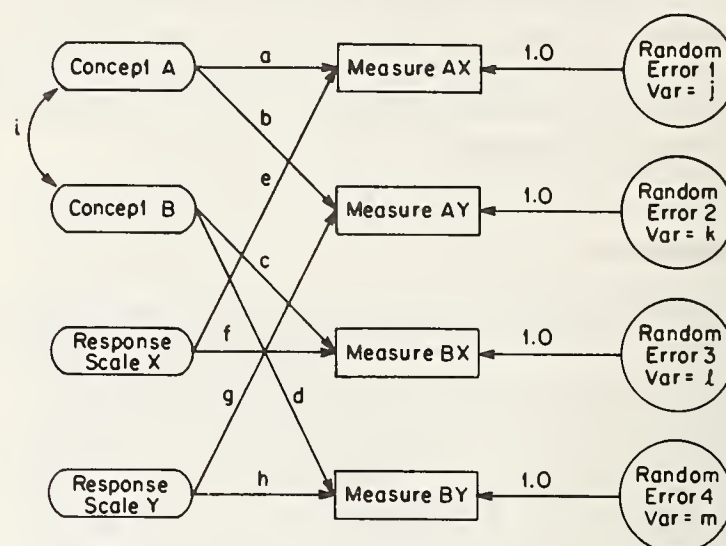 Concept A
a
Measure AX
1.0
Random
Error 1
Var = j
b
i
e
Concept B
Measure AY
1.0
Random
Error 2
Var = k
c
Response
Scale X
f
Measure BX
1.0
Random
Error 3
Var = l
g
d
Response
Scale Y
h
Measure BY
1.0
Random
Error 4
Var = m